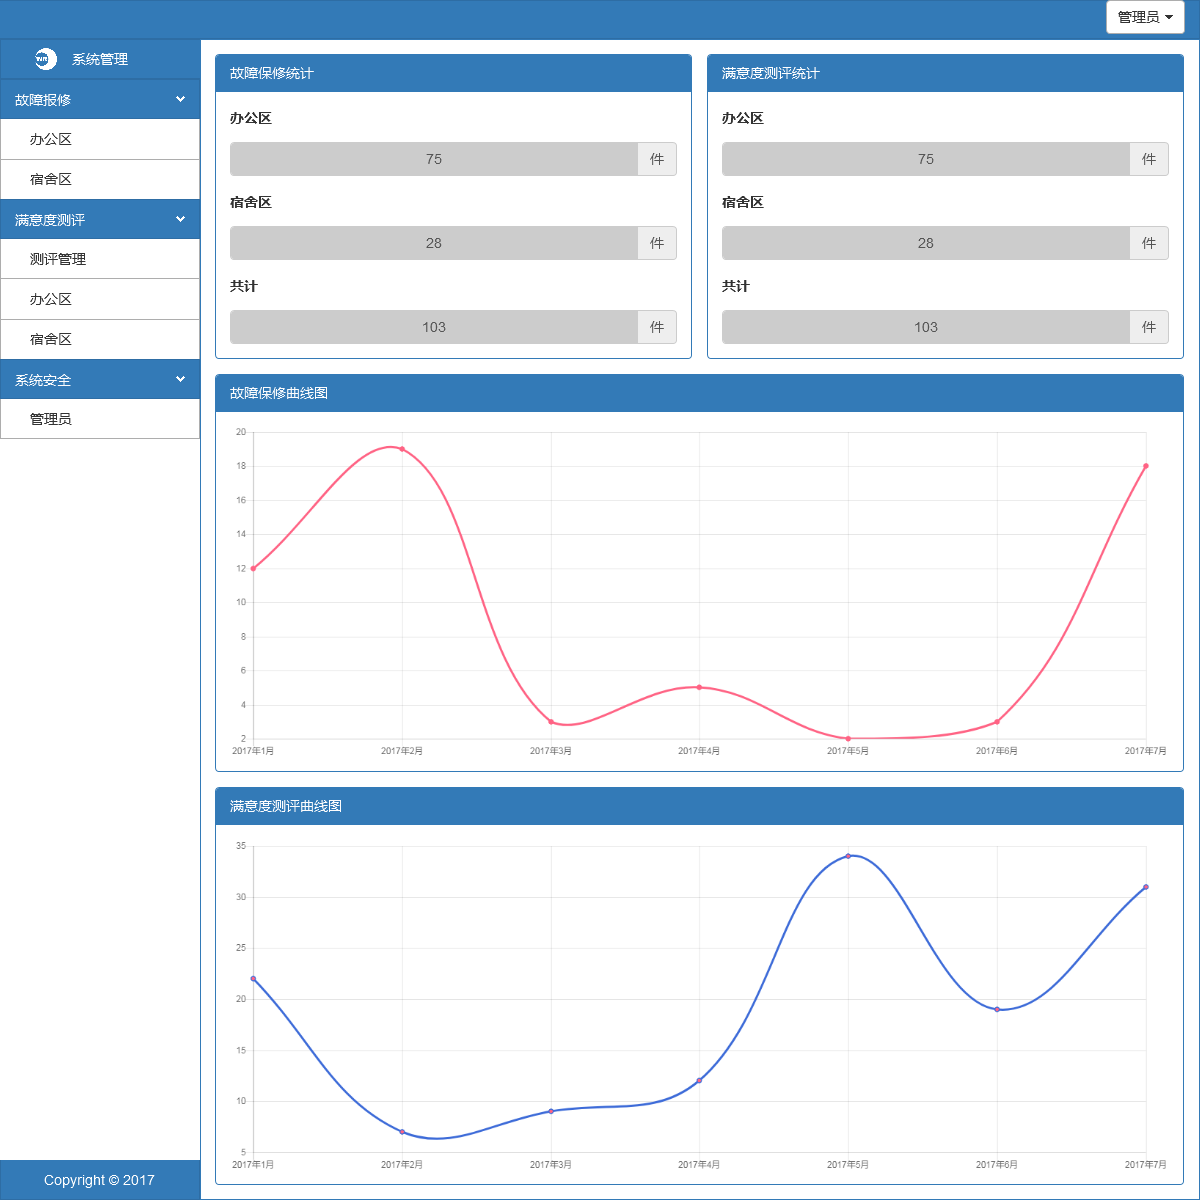 管理员
系统管理
故障报修
办公区
宿舍区
满意度测评
测评管理
办公区
宿舍区
系统安全
管理员
Copyright © 2017
故障保修统计
办公区
75 件
宿舍区
28 件
共计
103 件
满意度测评统计
办公区
75 件
宿舍区
28 件
共计
103 件
故障保修曲线图
20
18
16
14
12
10
8
6
4
2
2017年1月 2017年2月 2017年3月 2017年4月 2017年5月 2017年6月 2017年7月
满意度测评曲线图
35
30
25
20
15
10
5
2017年1月 2017年2月 2017年3月 2017年4月 2017年5月 2017年6月 2017年7月